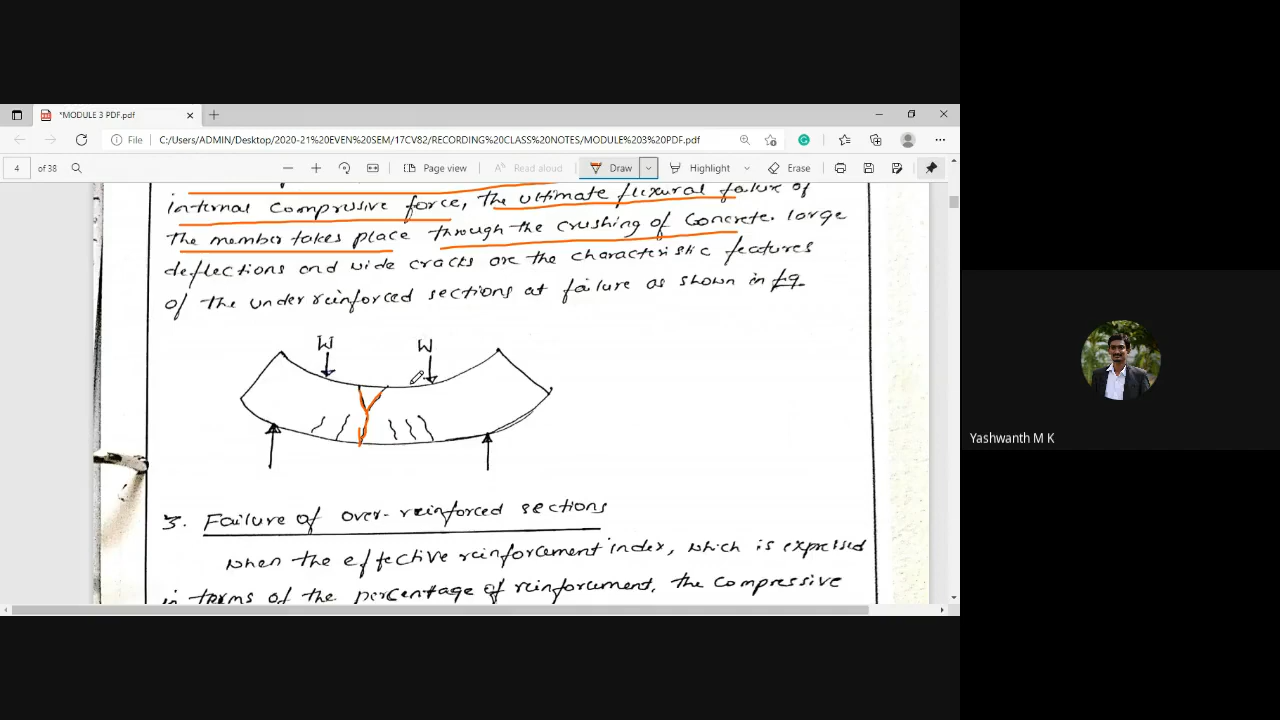 *MODULE 3 PDF.pdf
File C:/Users/ADMIN/Desktop/2020-21%20EVEN%20SEM/17CV82/RECORDING%20CLASS%20NOTES/MODULE%203%20PDF.pdf
4 of 38 Page view Read aloud Draw Highlight Erase
internal compressive force, the ultimate flexural failure of
the member takes place through the crushing of concrete. large
deflections and wide cracks are the characteristic features
of the under reinforced sections at failure as shown in fig.
W W
3. Failure of over-reinforced sections
when the effective reinforcement index, which is expressed
in terms of the percentage of reinforcement, the compressive
Yashwanth M K